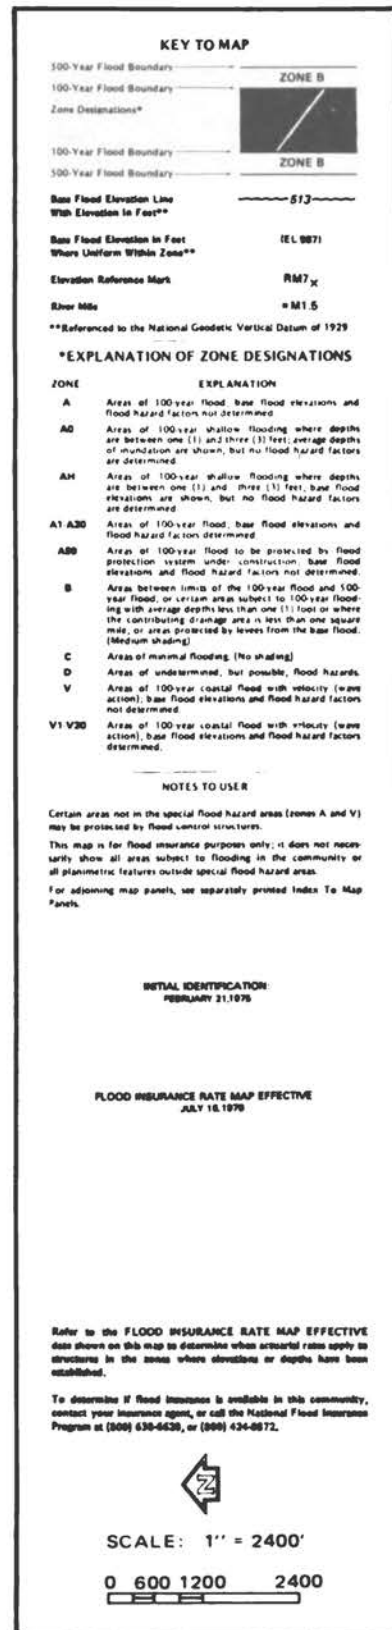 KEY TO MAP
500-Year Flood Boundary
ZONE B
100-Year Flood Boundary
Zone Designations*
100-Year Flood Boundary
ZONE B
500-Year Flood Boundary
Base Flood Elevation Line
With Elevation In Feet**
513
Base Flood Elevation in Feet
Where Uniform Within Zone**
(EL 987)
Elevation Reference Mark
RM7x
River Mile
•M1.5
**Referenced to the National Geodetic Vertical Datum of 1929
*EXPLANATION OF ZONE DESIGNATIONS
ZONE EXPLANATION
A Areas of 100-year flood, base flood elevations and
flood hazard factors not determined
A0 Areas of 100-year shallow flooding where depths
are between one (1) and three (3) feet; average depths
of inundation are shown, but no flood hazard factors
are determined.
AH Areas of 100-year shallow flooding where depths
are between one (1) and three (3) feet, base flood
elevations are shown, but no flood hazard factors
are determined
A1-A30 Areas of 100-year flood, base flood elevations and
flood hazard factors determined.
A99 Areas of 100-year flood to be protected by flood
protection system under construction; base flood
elevations and flood hazard factors not determined.
B Areas between limits of the 100-year flood and 500-
year flood, or certain areas subject to 100-year flood-
ing with average depths less than one (1) foot or where
the contributing drainage area is less than one square
mile, or areas protected by levees from the base flood.
(Medium shading)
C Areas of minimal flooding. (No shading)
D Areas of undetermined, but possible, flood hazards.
V Areas of 100-year coastal flood with velocity (wave
action); base flood elevations and flood hazard factors
not determined.
V1-V30 Areas of 100-year coastal flood with velocity (wave
action), base flood elevations and flood hazard factors
determined.
NOTES TO USER
Certain areas not in the special flood hazard areas (zones A and V)
may be protected by flood control structures.
This map is for flood insurance purposes only; it does not neces-
sarily show all areas subject to flooding in the community or
all planimetric features outside special flood hazard areas.
For adjoining map panels, see separately printed Index To Map
Panels.
INITIAL IDENTIFICATION:
FEBRUARY 21, 1975
FLOOD INSURANCE RATE MAP EFFECTIVE
JULY 16, 1979
Refer to the FLOOD INSURANCE RATE MAP EFFECTIVE
date shown on this map to determine when actuarial rates apply to
structures in the zones where elevations or depths have been
established.
To determine if flood insurance is available in this community,
contact your insurance agent, or call the National Flood Insurance
Program at (800) 638-6620, or (800) 424-8872.
Z
SCALE: 1'' = 2400'
0 600 1200 2400